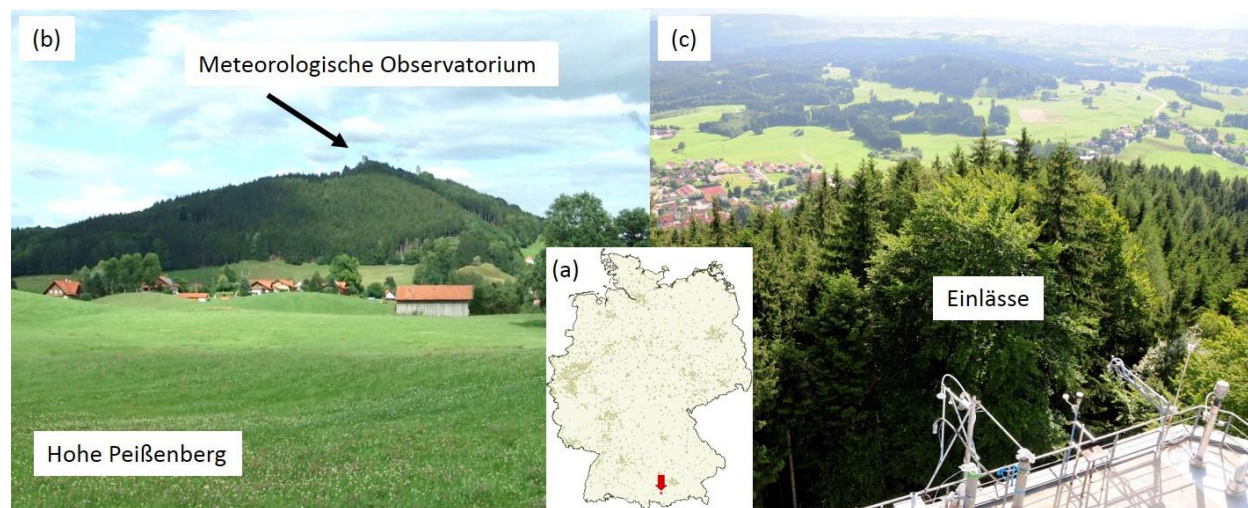 (b)
Meteorologische Observatorium
Hohe Peißenberg
(a)
(c)
Einlässe